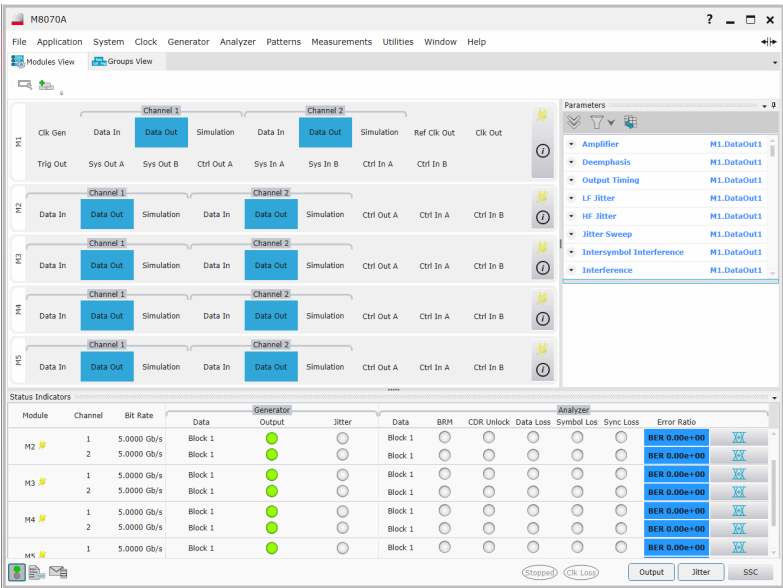 M8070A
File Application System Clock Generator Analyzer Patterns Measurements Utilities Window Help
Modules View Groups View
Channel 1 Channel 2
M1
Clk Gen Data In Data Out Simulation Data In Data Out Simulation Ref Clk Out Clk Out
Trig Out Sys Out A Sys Out B Ctrl Out A Sys In A Sys In B Ctrl In A Ctrl In B
Channel 1 Channel 2
M2
Data In Data Out Simulation Data In Data Out Simulation Ctrl Out A Ctrl In A Ctrl In B
Channel 1 Channel 2
M3
Data In Data Out Simulation Data In Data Out Simulation Ctrl Out A Ctrl In A Ctrl In B
Channel 1 Channel 2
M4
Data In Data Out Simulation Data In Data Out Simulation Ctrl Out A Ctrl In A Ctrl In B
Channel 1 Channel 2
M5
Data In Data Out Simulation Data In Data Out Simulation Ctrl Out A Ctrl In A Ctrl In B
Parameters
Amplifier M1.DataOut1
Deemphasis M1.DataOut1
Output Timing M1.DataOut1
LF Jitter M1.DataOut1
HF Jitter M1.DataOut1
Jitter Sweep M1.DataOut1
Intersymbol Interference M1.DataOut1
Interference M1.DataOut1
Status Indicators
Generator Analyzer
Module Channel Bit Rate Data Output Jitter Data BRM CDR Unlock Data Loss Symbol Los Sync Loss Error Ratio
M2
1 5.0000 Gb/s Block 1 Block 1 BER 0.00e+00
2 5.0000 Gb/s Block 1 Block 1 BER 0.00e+00
M3
1 5.0000 Gb/s Block 1 Block 1 BER 0.00e+00
2 5.0000 Gb/s Block 1 Block 1 BER 0.00e+00
M4
1 5.0000 Gb/s Block 1 Block 1 BER 0.00e+00
2 5.0000 Gb/s Block 1 Block 1 BER 0.00e+00
M5
1 5.0000 Gb/s Block 1 Block 1 BER 0.00e+00
Stopped Clk Loss Output Jitter SSC